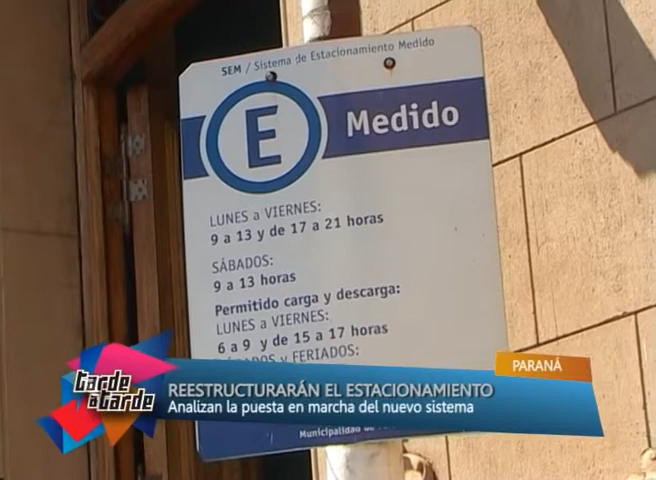 SEM / Sistema de Estacionamiento Medido
E
Medido
LUNES a VIERNES:
9 a 13 y de 17 a 21 horas
SÁBADOS:
9 a 13 horas
Permitido carga y descarga:
LUNES a VIERNES:
6 a 9 y de 15 a 17 horas
SÁBADOS y FERIADOS:
PARANÁ
tarde a tarde
REESTRUCTURARÁN EL ESTACIONAMIENTO
Analizan la puesta en marcha del nuevo sistema
Municipalidad de